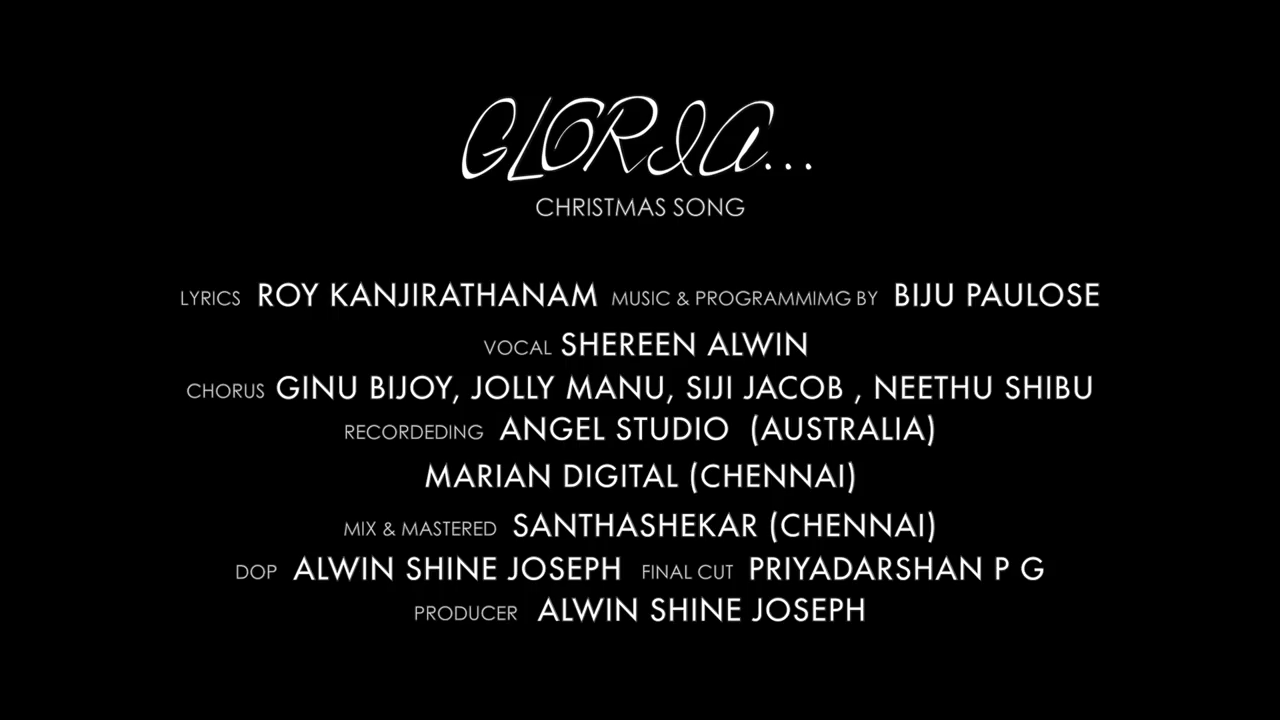 GLORIA...
CHRISTMAS SONG
LYRICS ROY KANJIRATHANAM MUSIC & PROGRAMMIMG BY BIJU PAULOSE
VOCAL SHEREEN ALWIN
CHORUS GINU BIJOY, JOLLY MANU, SIJI JACOB , NEETHU SHIBU
RECORDEDING ANGEL STUDIO (AUSTRALIA)
MARIAN DIGITAL (CHENNAI)
MIX & MASTERED SANTHASHEKAR (CHENNAI)
DOP ALWIN SHINE JOSEPH FINAL CUT PRIYADARSHAN P G
PRODUCER ALWIN SHINE JOSEPH